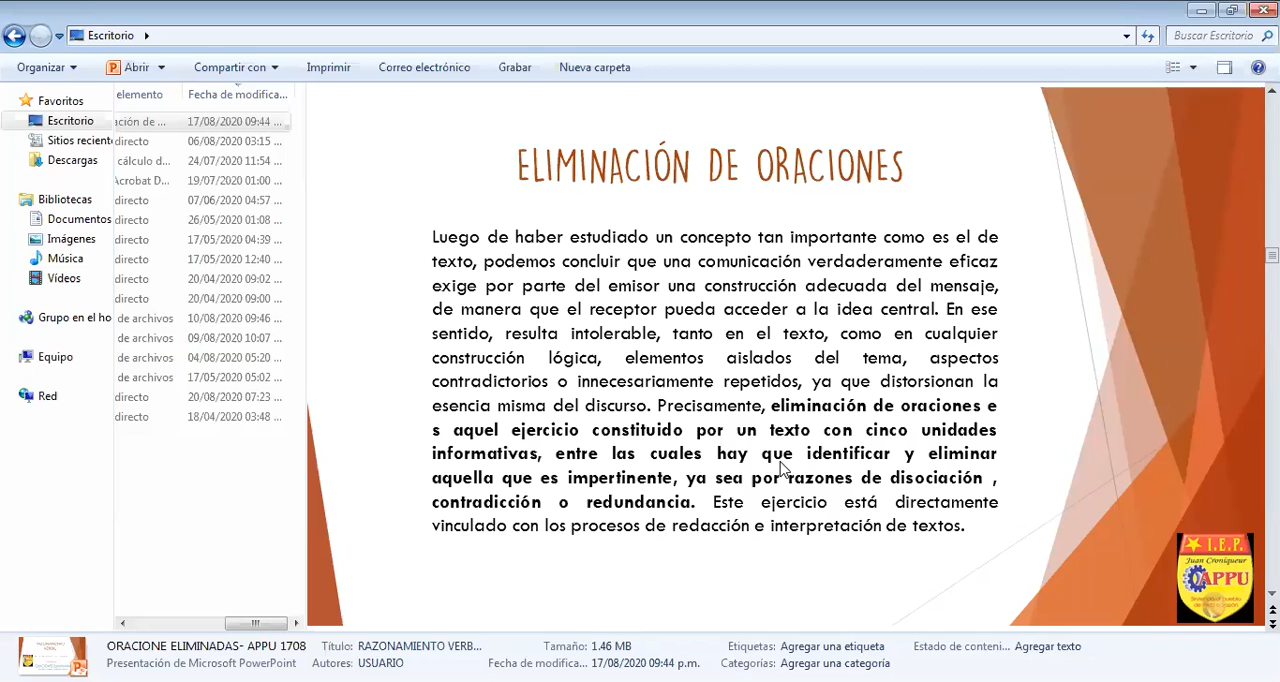 Escritorio
Buscar Escritorio
Organizar
Abrir
Compartir con
Imprimir
Correo electrónico
Grabar
Nueva carpeta
Favoritos
Escritorio
Sitios recient
Descargas
Bibliotecas
Documentos
Imágenes
Música
Vídeos
Grupo en el ho
Equipo
Red
elemento Fecha de modifica...
ación de ... 17/08/2020 09:44 ...
directo 06/08/2020 03:15 ...
cálculo d... 24/07/2020 11:54 ...
Acrobat D... 19/07/2020 01:00 ...
directo 07/06/2020 04:57 ...
directo 26/05/2020 01:08 ...
directo 17/05/2020 04:39 ...
directo 17/05/2020 12:40 ...
directo 20/04/2020 09:02 ...
directo 20/04/2020 09:00 ...
de archivos 10/08/2020 09:46 ...
de archivos 09/08/2020 10:07 ...
de archivos 04/08/2020 05:20 ...
de archivos 17/05/2020 05:02 ...
directo 20/08/2020 07:23 ...
directo 18/04/2020 03:48 ...
ELIMINACIÓN DE ORACIONES
Luego de haber estudiado un concepto tan importante como es el de
texto, podemos concluir que una comunicación verdaderamente eficaz
exige por parte del emisor una construcción adecuada del mensaje,
de manera que el receptor pueda acceder a la idea central. En ese
sentido, resulta intolerable, tanto en el texto, como en cualquier
construcción lógica, elementos aislados del tema, aspectos
contradictorios o innecesariamente repetidos, ya que distorsionan la
esencia misma del discurso. Precisamente, eliminación de oraciones e
s aquel ejercicio constituido por un texto con cinco unidades
informativas, entre las cuales hay que identificar y eliminar
aquella que es impertinente, ya sea por razones de disociación ,
contradicción o redundancia. Este ejercicio está directamente
vinculado con los procesos de redacción e interpretación de textos.
I.E.P.
Juan Croniqueur
APPU
ORACIONE ELIMINADAS- APPU 1708
Presentación de Microsoft PowerPoint
Título: RAZONAMIENTO VERB...
Autores: USUARIO
Tamaño: 1.46 MB
Fecha de modifica... 17/08/2020 09:44 p.m.
Etiquetas: Agregar una etiqueta
Categorías: Agregar una categoría
Estado de conteni... Agregar texto